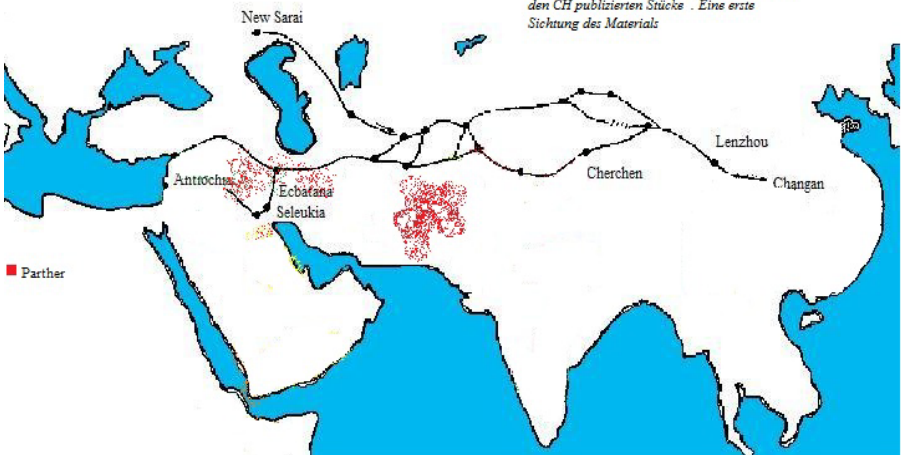 den CH publizierten Stücke . Eine erste
Sichtung des Materials
New Sarai
Lenzhou
Antiochia
Cherchen
Changan
Ecbatana
Seleukia
Parther